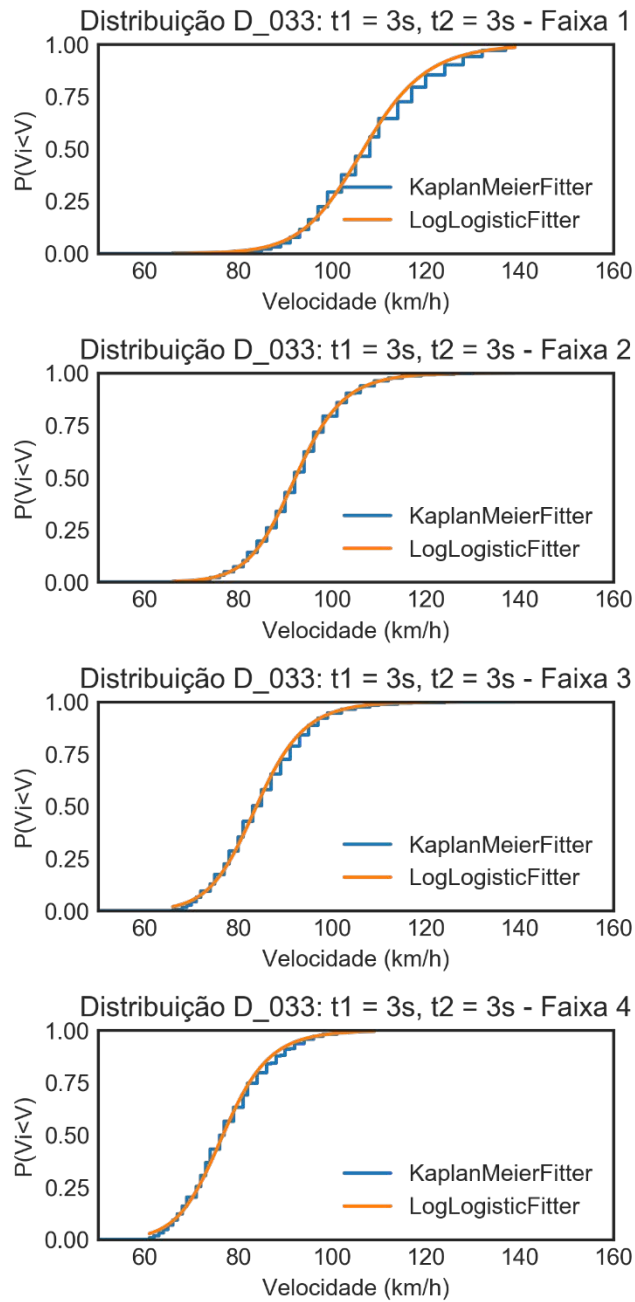 Distribuição D_033: t1 = 3s, t2 = 3s - Faixa 1
1.00
0.75
0.50
0.25
0.00
P(Vi<V)
KaplanMeierFitter
LogLogisticFitter
60 80 100 120 140 160
Velocidade (km/h)
Distribuição D_033: t1 = 3s, t2 = 3s - Faixa 2
1.00
0.75
0.50
0.25
0.00
P(Vi<V)
KaplanMeierFitter
LogLogisticFitter
60 80 100 120 140 160
Velocidade (km/h)
Distribuição D_033: t1 = 3s, t2 = 3s - Faixa 3
1.00
0.75
0.50
0.25
0.00
P(Vi<V)
KaplanMeierFitter
LogLogisticFitter
60 80 100 120 140 160
Velocidade (km/h)
Distribuição D_033: t1 = 3s, t2 = 3s - Faixa 4
1.00
0.75
0.50
0.25
0.00
P(Vi<V)
KaplanMeierFitter
LogLogisticFitter
60 80 100 120 140 160
Velocidade (km/h)